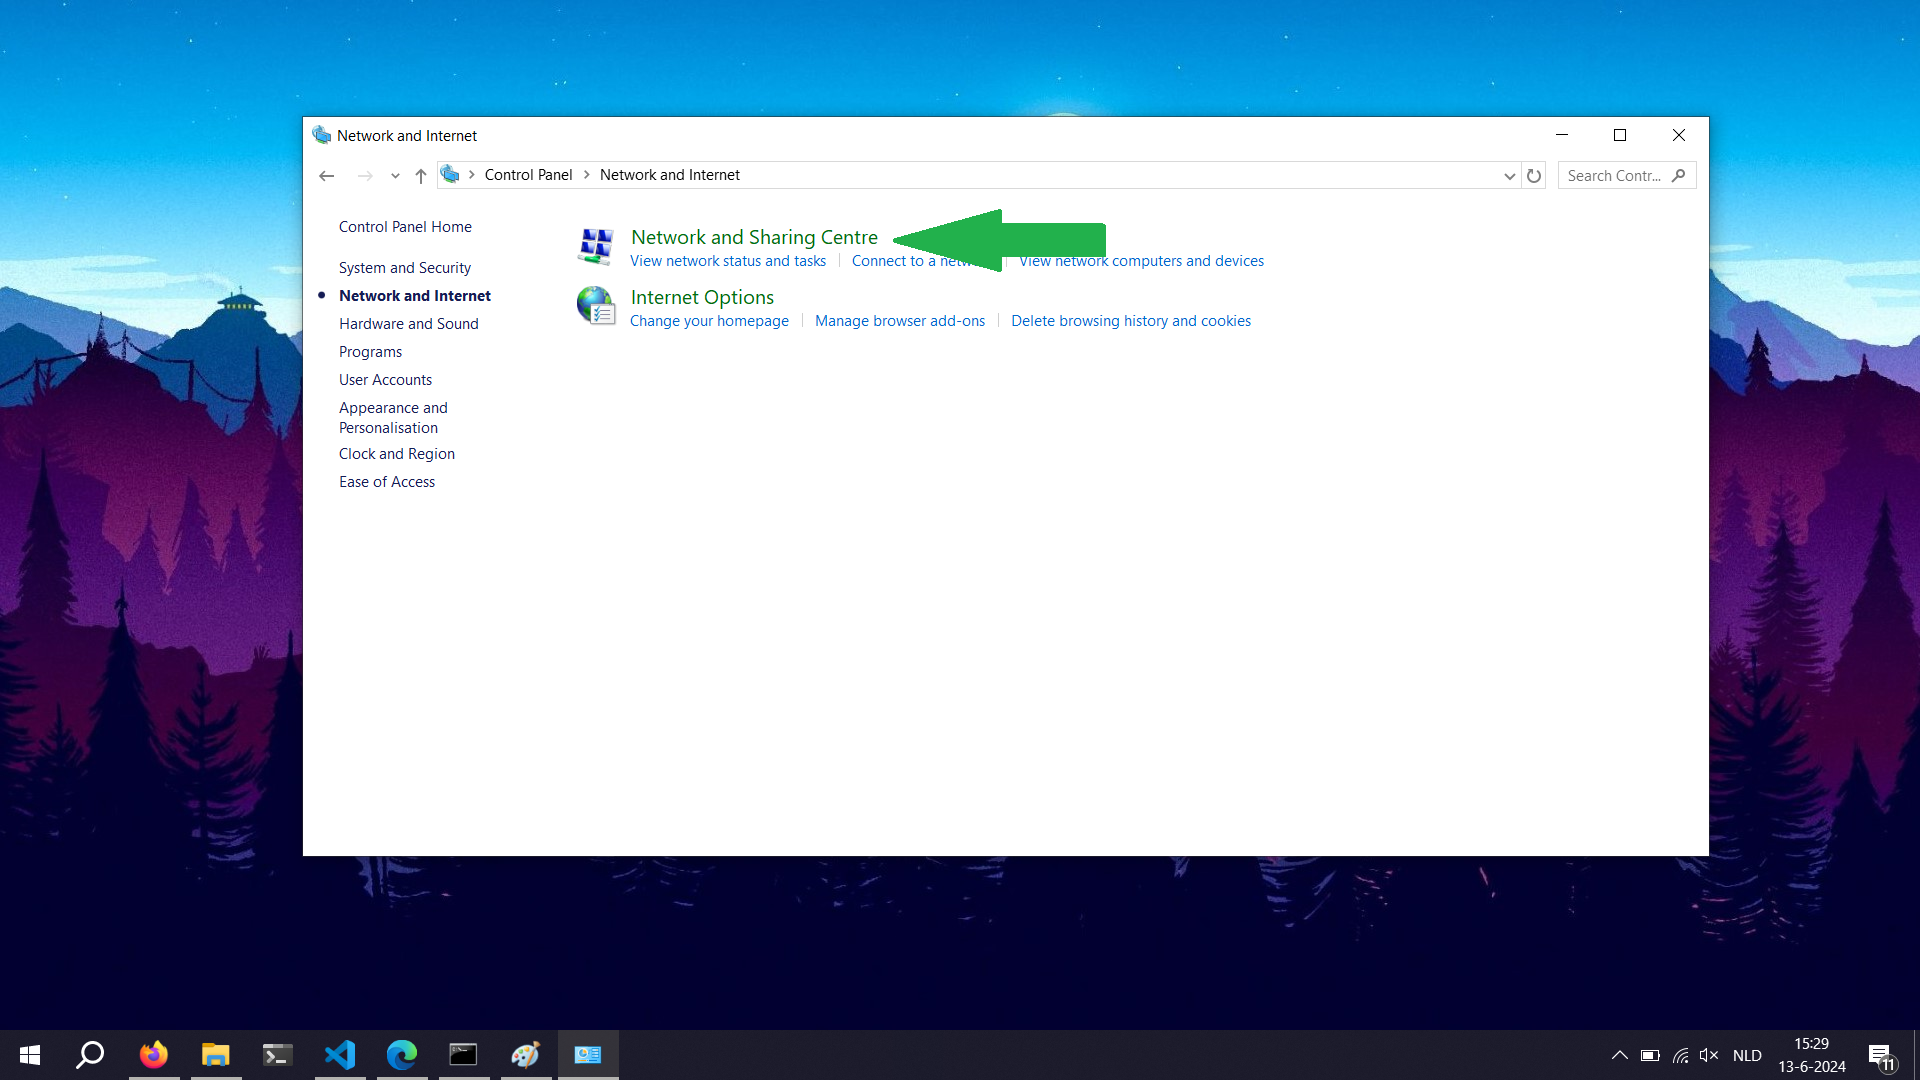 Network and Internet
Control Panel
Network and Internet
Search Contr...
Control Panel Home
System and Security
Network and Internet
Hardware and Sound
Programs
User Accounts
Appearance and
Personalisation
Clock and Region
Ease of Access
Network and Sharing Centre
View network status and tasks
Connect to a
View network computers and devices
Internet Options
Change your homepage
Manage browser add-ons
Delete browsing history and cookies
NLD
15:29
13-6-2024
11